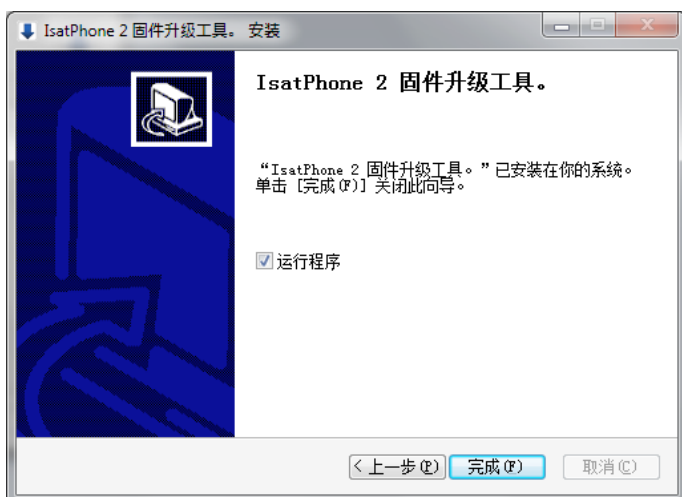 IsatPhone 2 固件升级工具。 安装
IsatPhone 2 固件升级工具。
“IsatPhone 2 固件升级工具。”已安装在你的系统。
单击 [完成(F)] 关闭此向导。
运行程序
< 上一步(P) 完成(F) 取消(C)